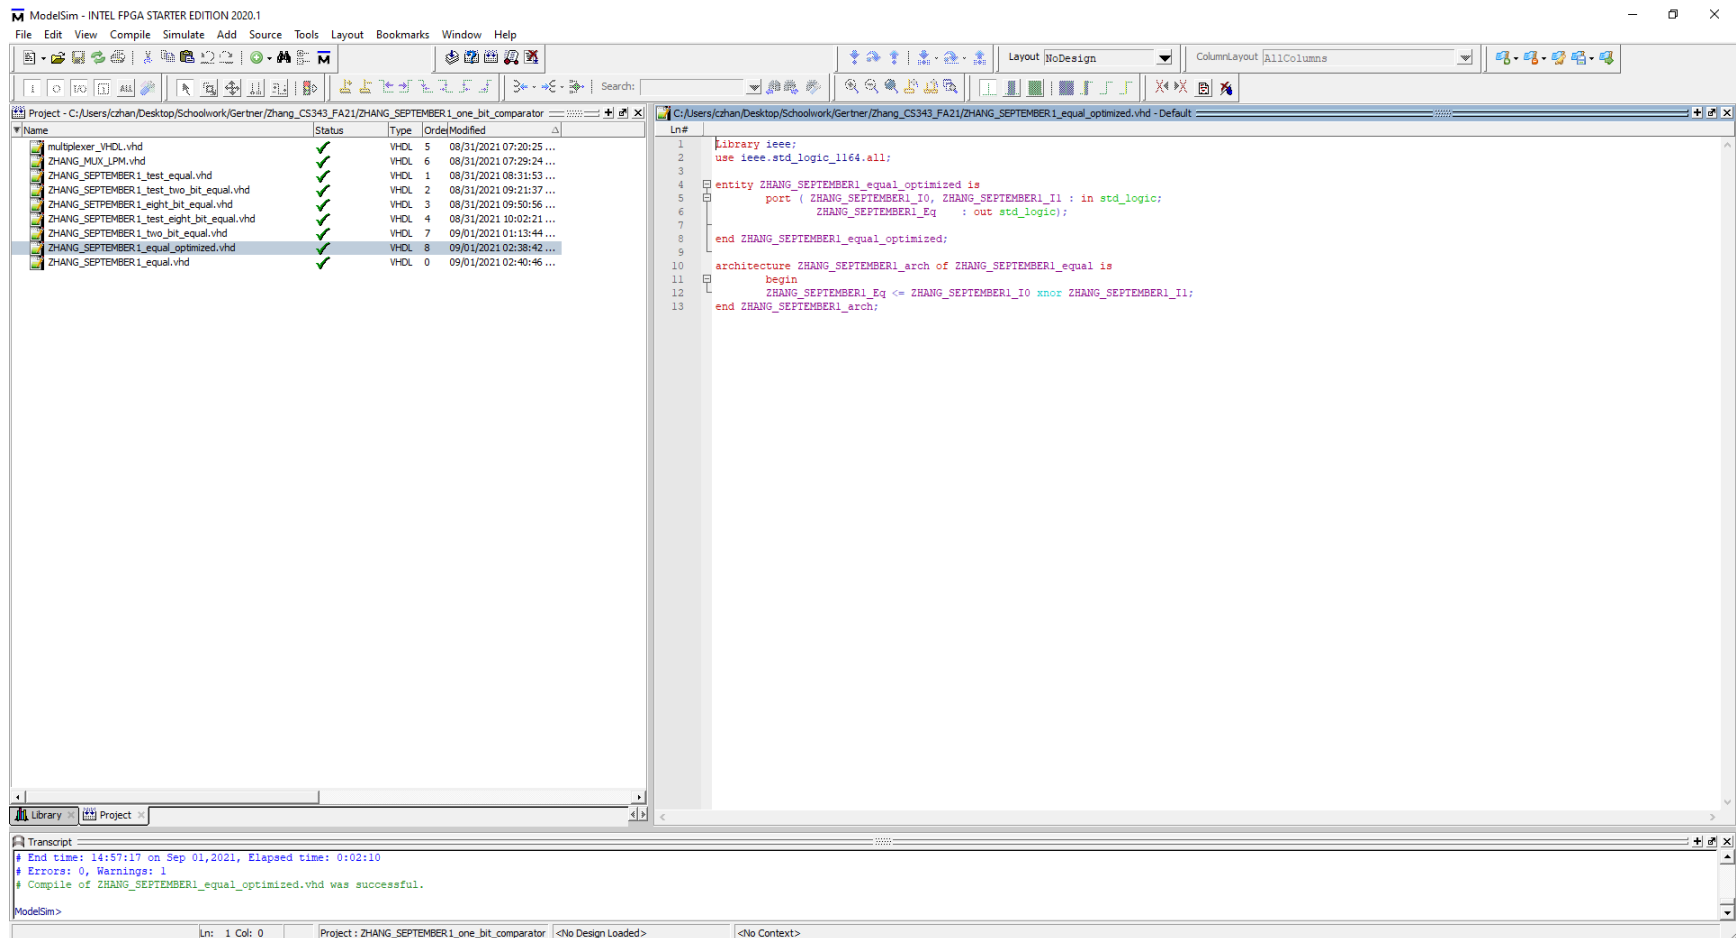 ModelSim - INTEL FPGA STARTER EDITION 2020.1
File Edit View Compile Simulate Add Source Tools Layout Bookmarks Window Help
Layout NoDesign
ColumnLayout AllColumns
Search:
Project - C:/Users/czhan/Desktop/Schoolwork/Gertner/Zhang_CS343_FA21/ZHANG_SEPTEMBER1_one_bit_comparator
Name Status Type Order Modified
multiplexer_VHDL.vhd VHDL 5 08/31/2021 07:20:25 ...
ZHANG_MUX_LPM.vhd VHDL 6 08/31/2021 07:29:24 ...
ZHANG_SEPTEMBER1_test_equal.vhd VHDL 1 08/31/2021 08:31:53 ...
ZHANG_SEPTEMBER1_test_two_bit_equal.vhd VHDL 2 08/31/2021 09:21:37 ...
ZHANG_SETPEMBER1_eight_bit_equal.vhd VHDL 3 08/31/2021 09:50:56 ...
ZHANG_SEPTEMBER1_test_eight_bit_equal.vhd VHDL 4 08/31/2021 10:02:21 ...
ZHANG_SEPTEMBER1_two_bit_equal.vhd VHDL 7 09/01/2021 01:13:44 ...
ZHANG_SEPTEMBER1_equal_optimized.vhd VHDL 8 09/01/2021 02:38:42 ...
ZHANG_SEPTEMBER1_equal.vhd VHDL 0 09/01/2021 02:40:46 ...
Library Project
C:/Users/czhan/Desktop/Schoolwork/Gertner/Zhang_CS343_FA21/ZHANG_SEPTEMBER1_equal_optimized.vhd - Default
Ln#
1 Library ieee;
2 use ieee.std_logic_1164.all;
3
4 entity ZHANG_SEPTEMBER1_equal_optimized is
5 port ( ZHANG_SEPTEMBER1_I0, ZHANG_SEPTEMBER1_I1 : in std_logic;
6 ZHANG_SEPTEMBER1_Eq : out std_logic);
7
8 end ZHANG_SEPTEMBER1_equal_optimized;
9
10 architecture ZHANG_SEPTEMBER1_arch of ZHANG_SEPTEMBER1_equal is
11 begin
12 ZHANG_SEPTEMBER1_Eq <= ZHANG_SEPTEMBER1_I0 xnor ZHANG_SEPTEMBER1_I1;
13 end ZHANG_SEPTEMBER1_arch;
Transcript
# End time: 14:57:17 on Sep 01,2021, Elapsed time: 0:02:10
# Errors: 0, Warnings: 1
# Compile of ZHANG_SEPTEMBER1_equal_optimized.vhd was successful.
ModelSim>
Ln: 1 Col: 0 Project : ZHANG_SEPTEMBER1_one_bit_comparator <No Design Loaded> <No Context>